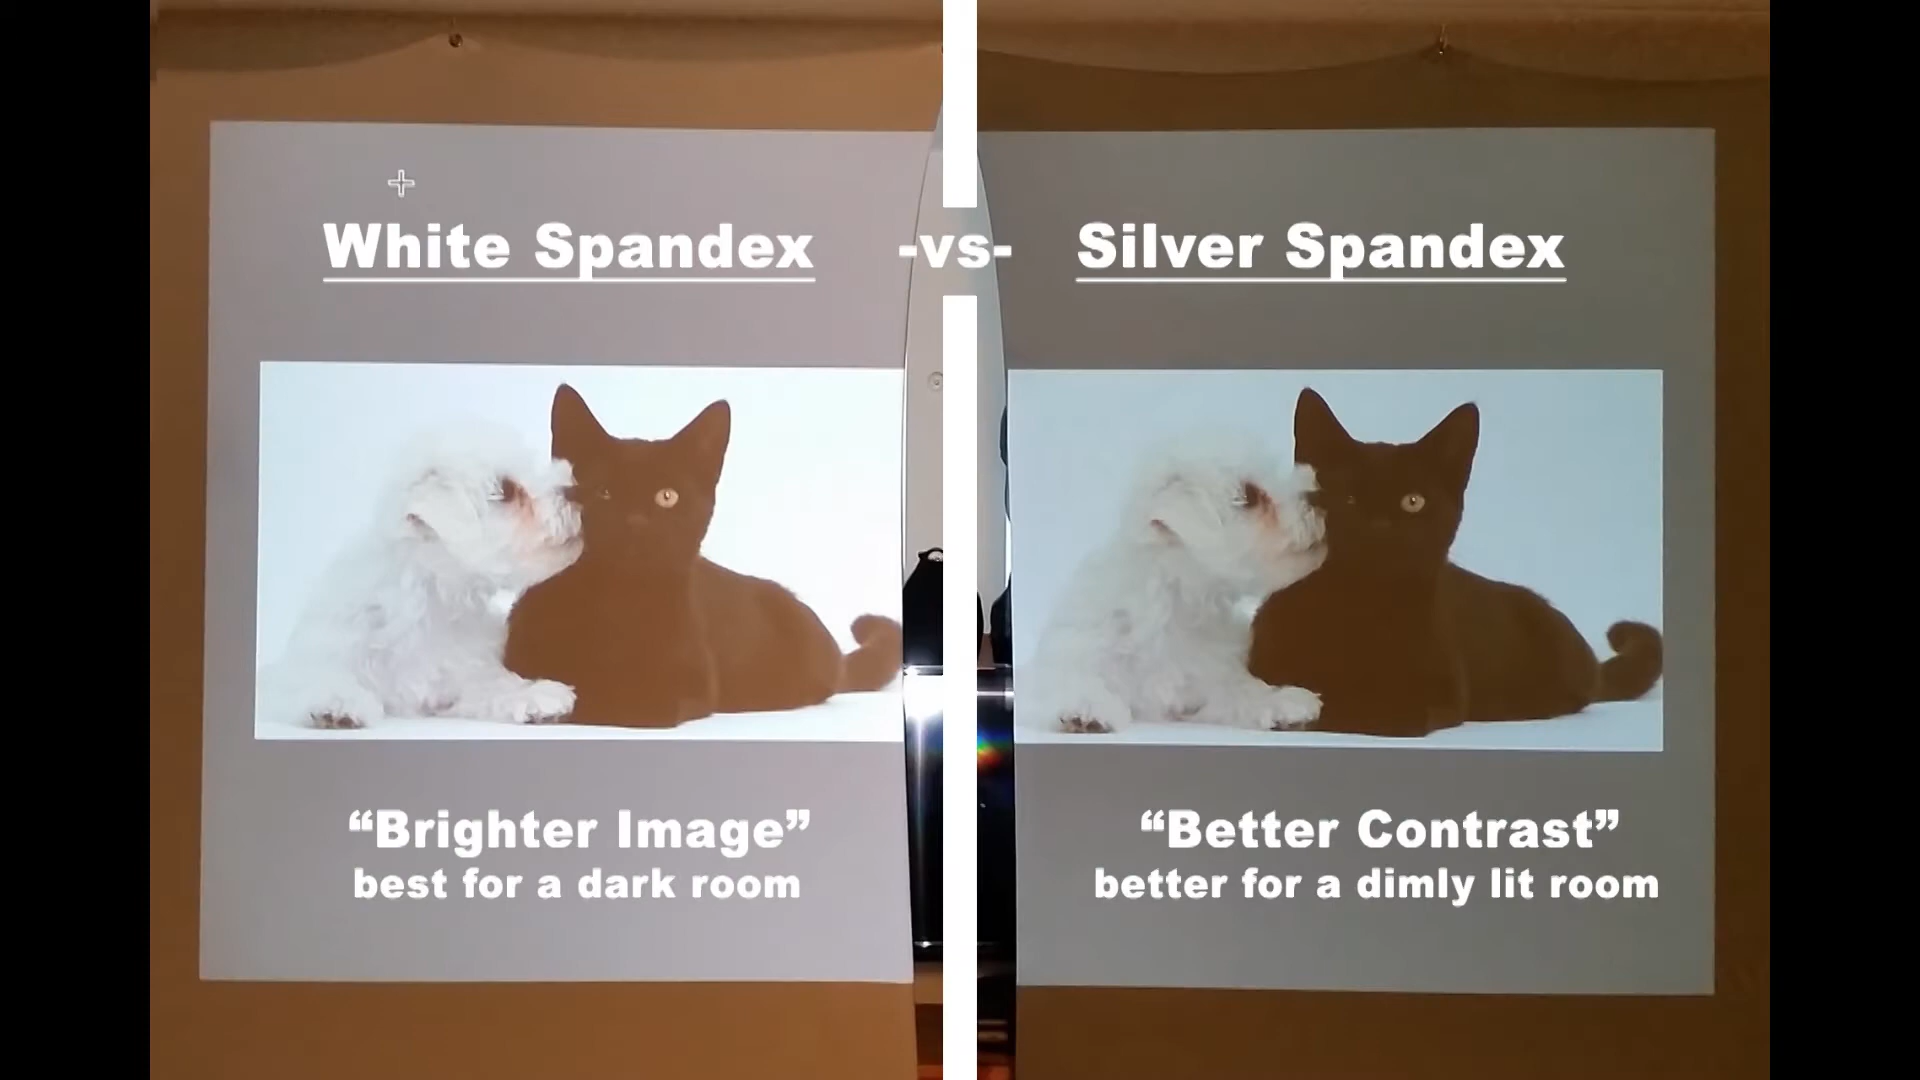 White Spandex -vs- Silver Spandex
“Brighter Image”
best for a dark room
“Better Contrast”
better for a dimly lit room